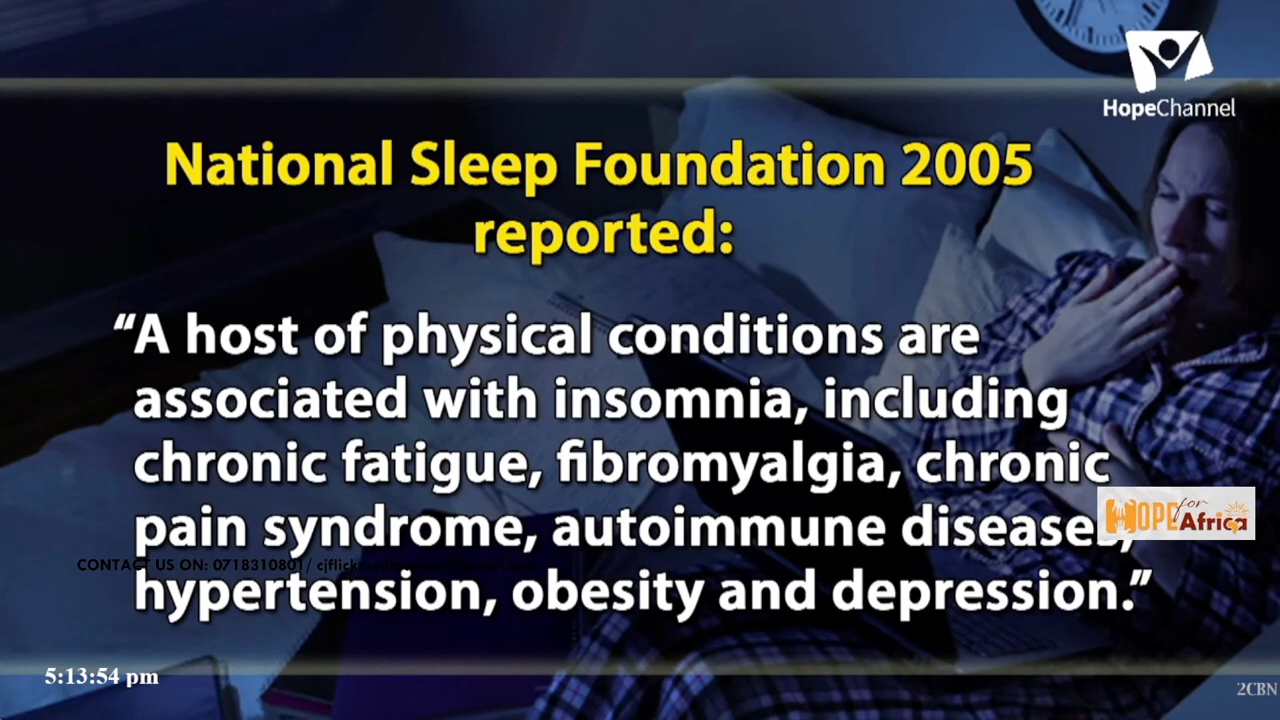 HopeChannel
National Sleep Foundation 2005
reported:
“A host of physical conditions are
associated with insomnia, including
chronic fatigue, fibromyalgia, chronic
pain syndrome, autoimmune diseases,
HOPE for Africa
CONTACT US ON: 0718310801/
hypertension, obesity and depression.”
5:13:54 pm
2CBN